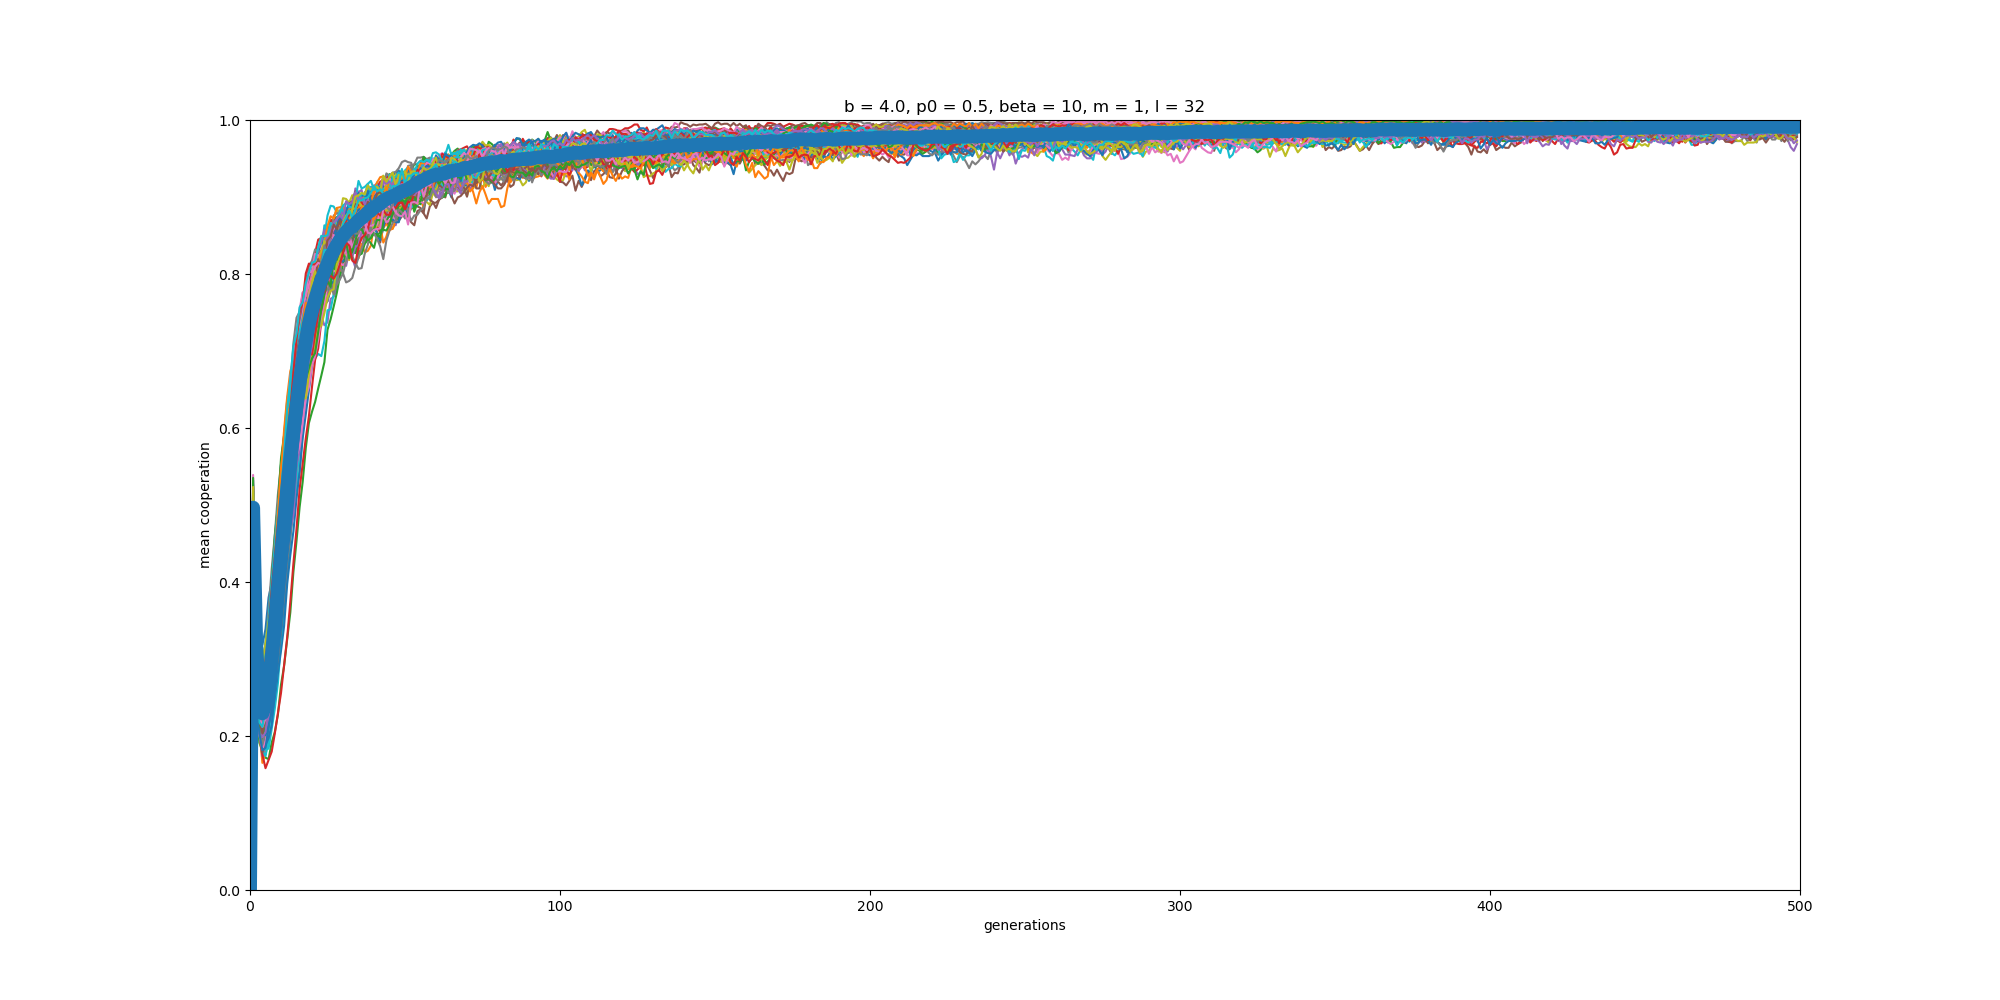 b = 4.0, p0 = 0.5, beta = 10, m = 1, l = 32
1.0
0.8
0.6
0.4
0.2
0.0
mean cooperation
0 100 200 300 400 500
generations